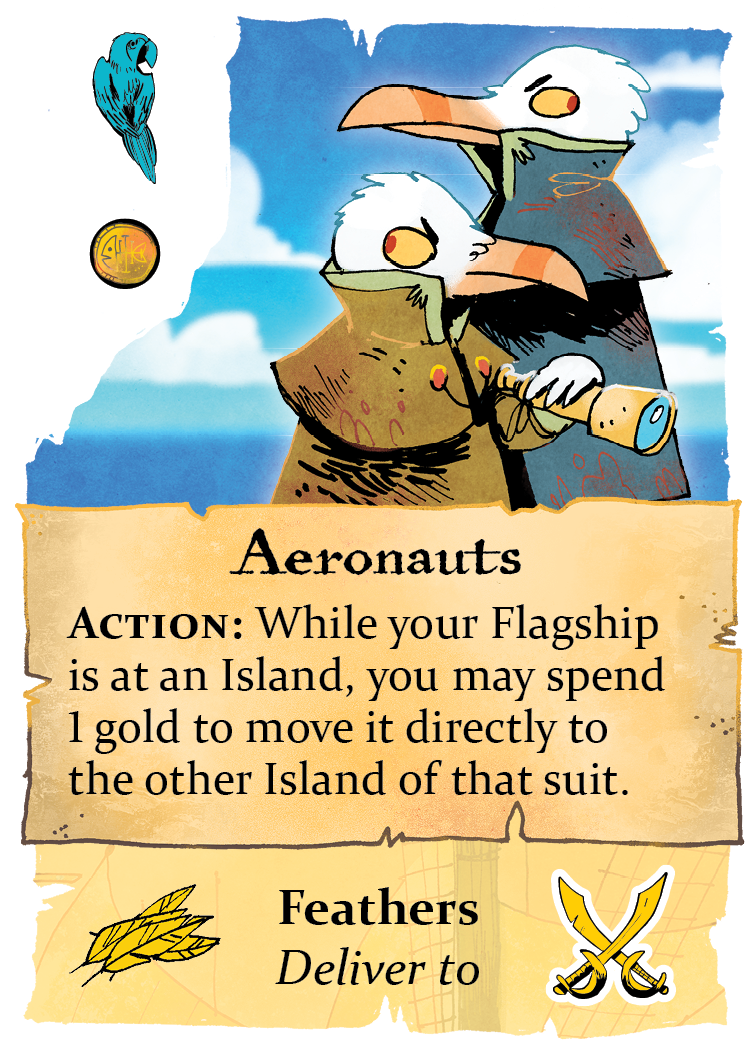 Aeronauts
ACTION: While your Flagship
is at an Island, you may spend
1 gold to move it directly to
the other Island of that suit.
Feathers
Deliver to